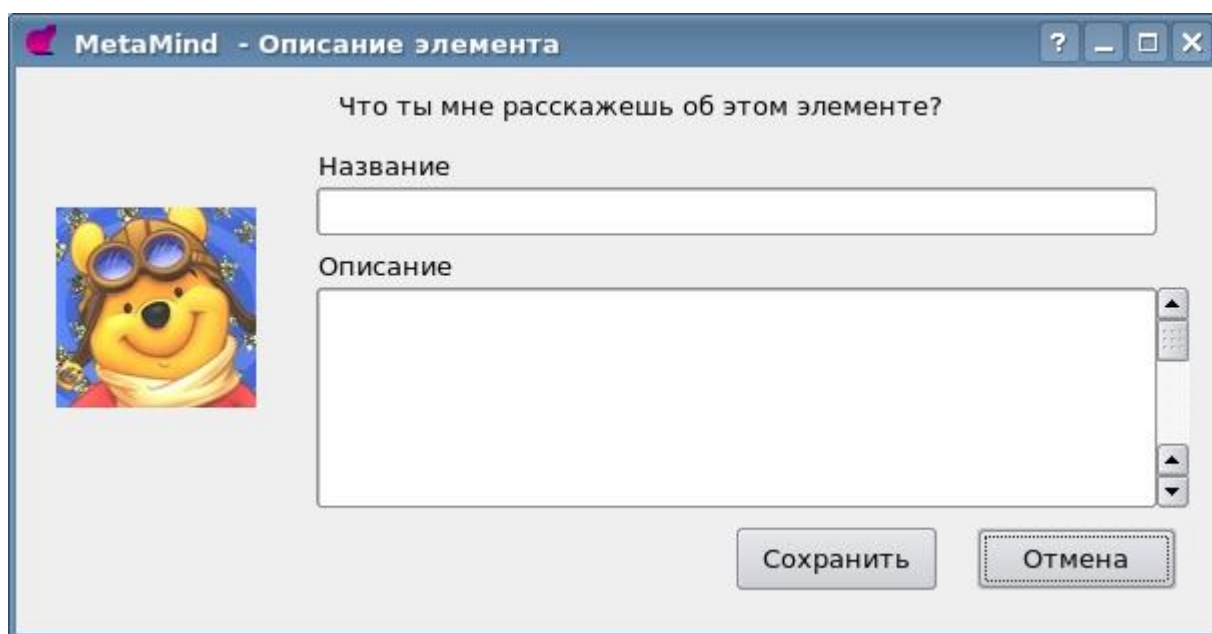 MetaMind - Описание элемента
Что ты мне расскажешь об этом элементе?
Название
Описание
Сохранить Отмена